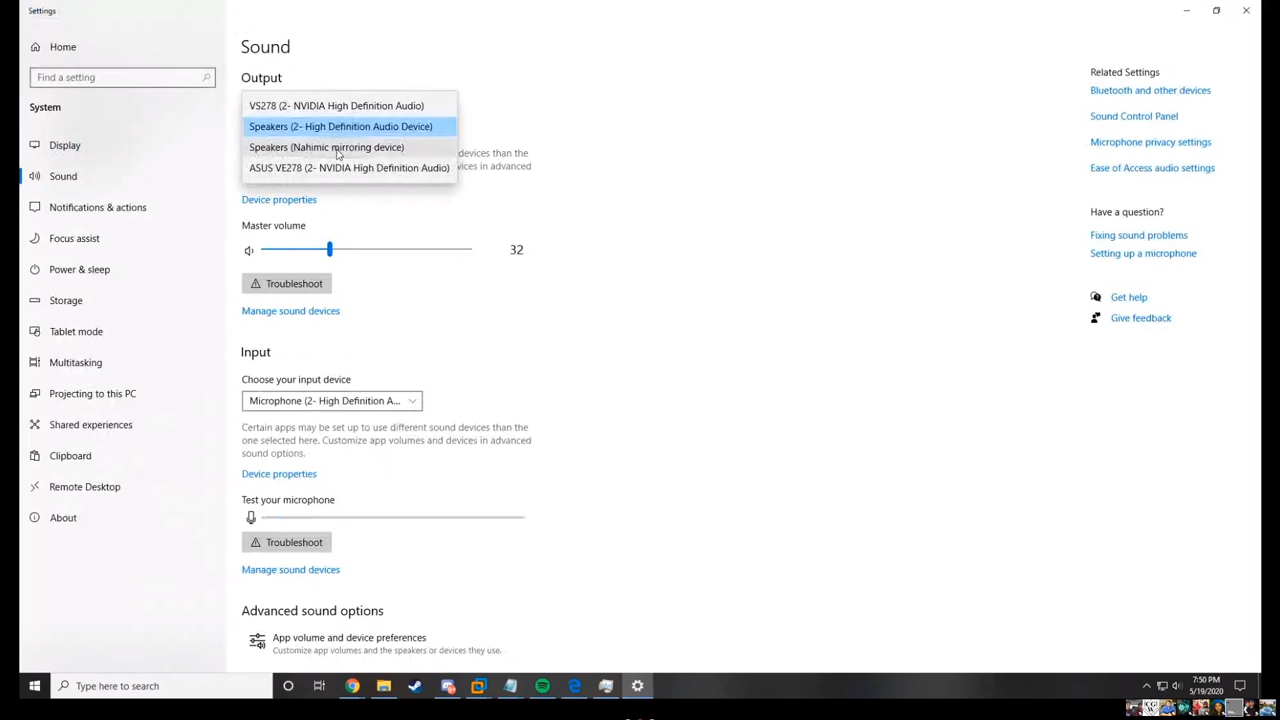 Settings
Home
Find a setting
System
Display
Sound
Notifications & actions
Focus assist
Power & sleep
Storage
Tablet mode
Multitasking
Projecting to this PC
Shared experiences
Clipboard
Remote Desktop
About
Sound
Output
VS278 (2- NVIDIA High Definition Audio)
Speakers (2- High Definition Audio Device)
Speakers (Nahimic mirroring device)
devices than the
ASUS VE278 (2- NVIDIA High Definition Audio)
vices in advanced
Device properties
Master volume
32
Troubleshoot
Manage sound devices
Input
Choose your input device
Microphone (2- High Definition A...
Certain apps may be set up to use different sound devices than the
one selected here. Customize app volumes and devices in advanced
sound options.
Device properties
Test your microphone
Troubleshoot
Manage sound devices
Advanced sound options
App volume and device preferences
Customize app volumes and the speakers or devices they use.
Related Settings
Bluetooth and other devices
Sound Control Panel
Microphone privacy settings
Ease of Access audio settings
Have a question?
Fixing sound problems
Setting up a microphone
Get help
Give feedback
Type here to search
7:50 PM
5/19/2020